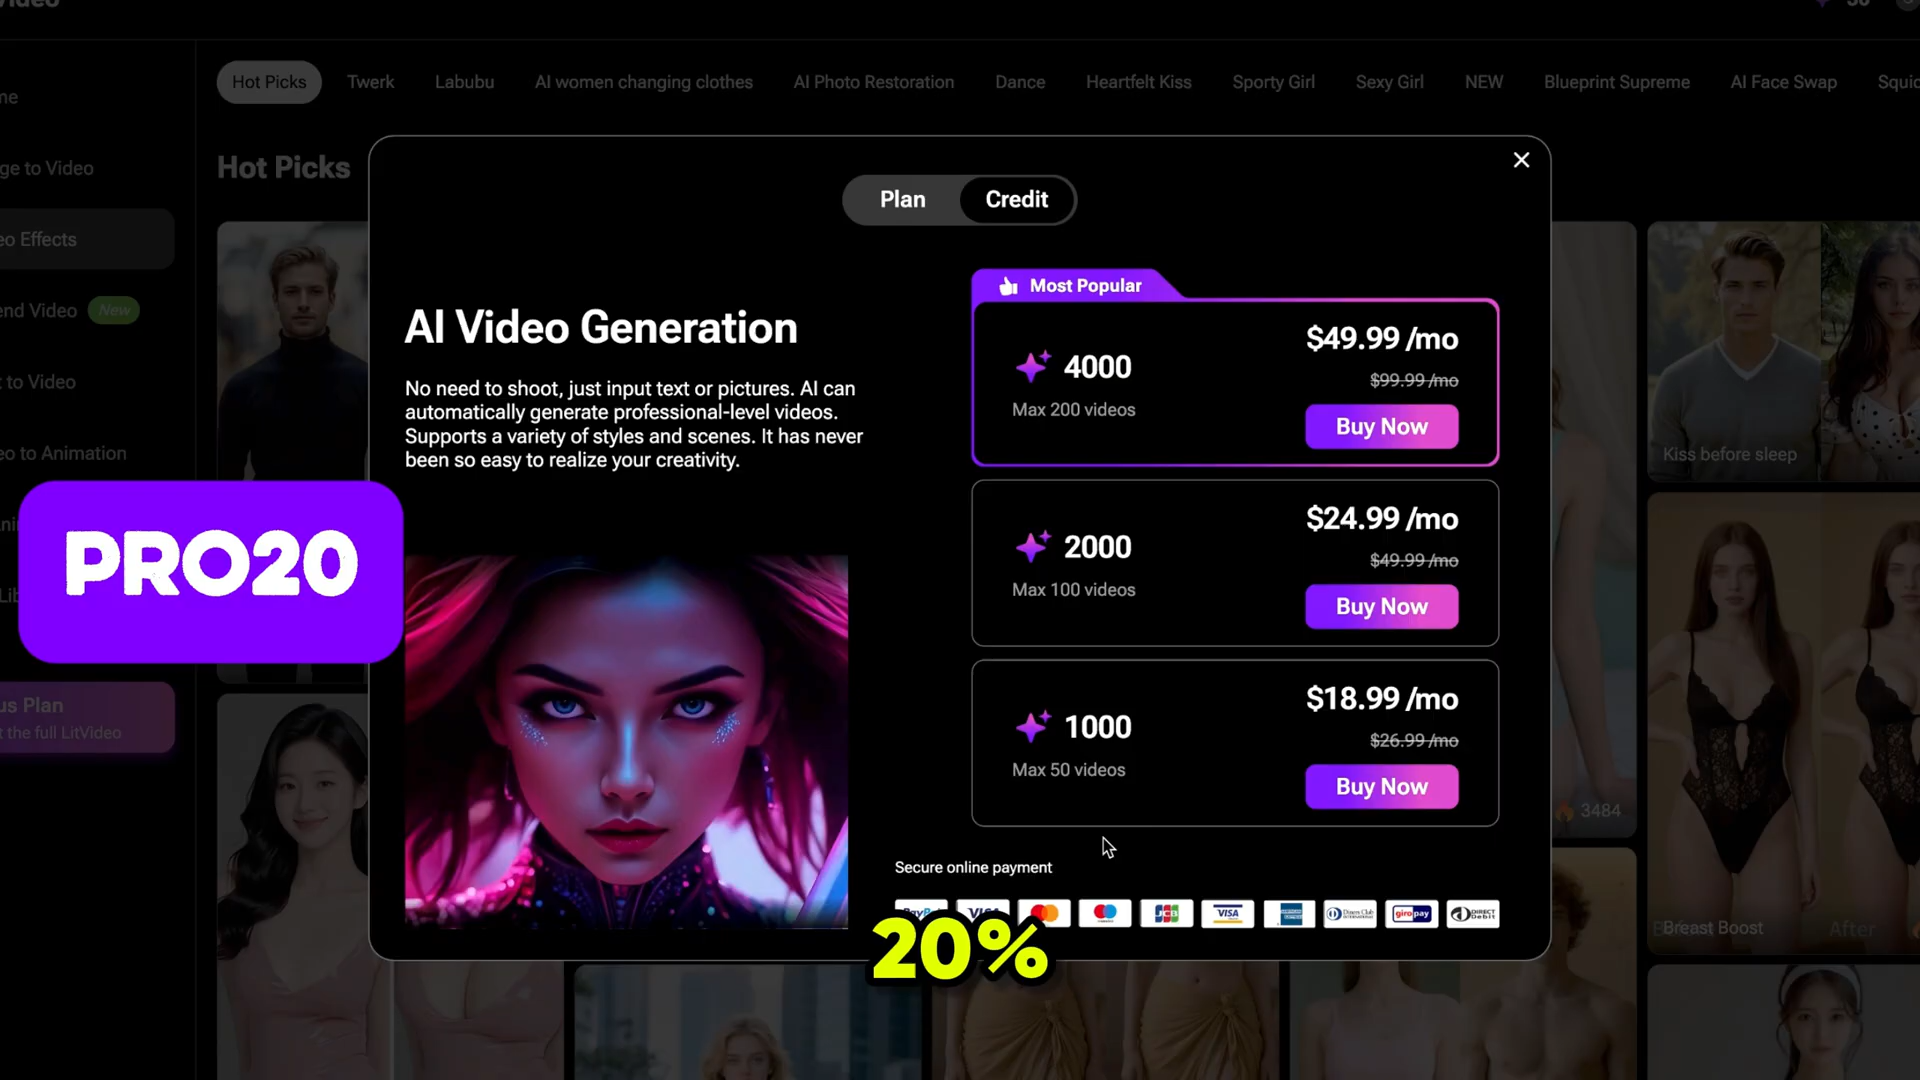 Hot Picks
Twerk
Labubu
AI women changing clothes
AI Photo Restoration
Dance
Heartfelt Kiss
Sporty Girl
Sexy Girl
NEW
Blueprint Supreme
AI Face Swap
Squid
me
ge to Video
eo Effects
end Video
New
t to Video
eo to Animation
us Plan
t the full LitVideo
Hot Picks
PRO20
Plan
Credit
AI Video Generation
No need to shoot, just input text or pictures. AI can
automatically generate professional-level videos.
Supports a variety of styles and scenes. It has never
been so easy to realize your creativity.
Most Popular
4000
Max 200 videos
$49.99 /mo
$99.99 /mo
Buy Now
2000
Max 100 videos
$24.99 /mo
$49.99 /mo
Buy Now
1000
Max 50 videos
$18.99 /mo
$26.99 /mo
Buy Now
Secure online payment
PayPal
VISA
JCB
VISA
giropay
DIRECT
Debit
20%
Kiss before sleep
3484
Breast Boost
After